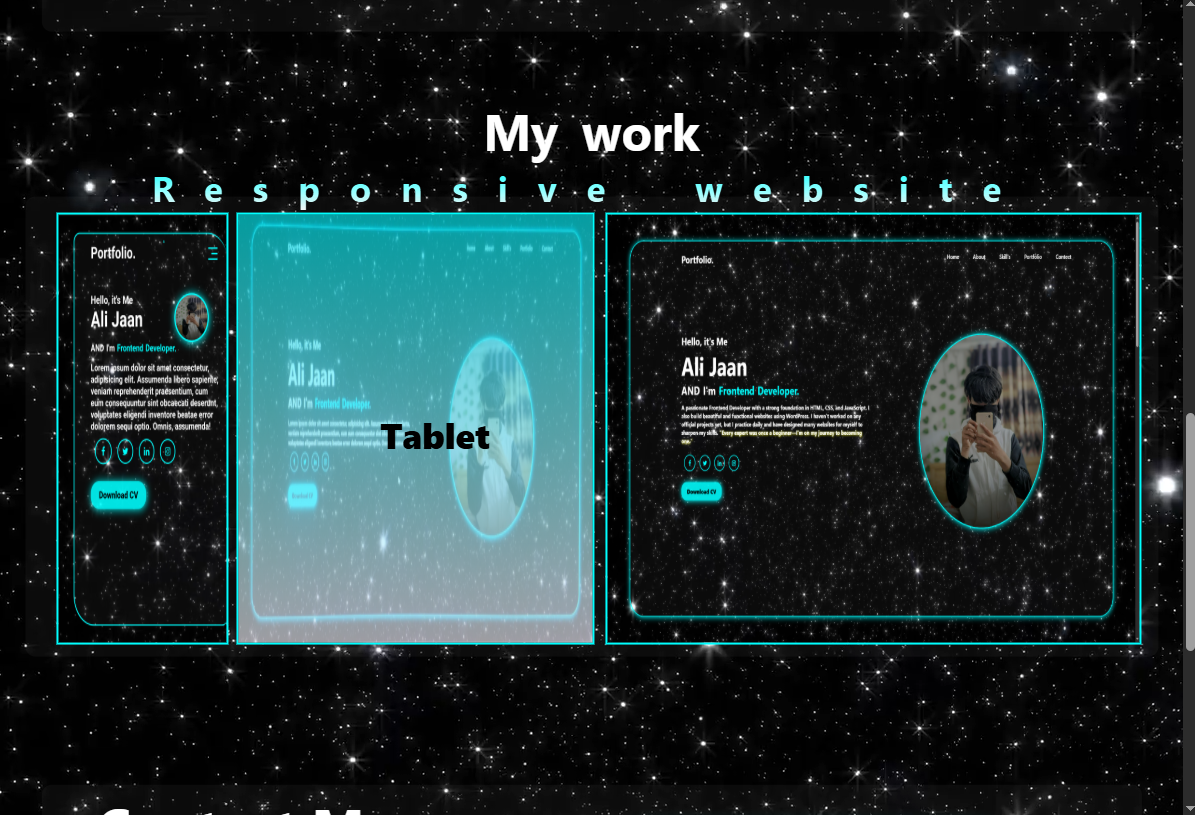 My work
Responsive website
Portfolio.
Hello, it's Me
Ali Jaan
AND I'm Frontend Developer.
Lorem ipsum dolor sit amet consectetur,
adipisicing elit. Assumenda libero sapiente,
veniam reprehenderit praesentium, cum
eum consequuntur sint obcaecati deserunt,
voluptates eligendi inventore beatae error
dolorem sequi optio. Omnis, assumenda!
Download CV
Portfolio.
Home About Skill's Portfolio Contact
Hello, it's Me
Ali Jaan
AND I'm Frontend Developer.
Tablet
Portfolio.
Home About Skill's Portfolio Contact
Hello, it's Me
Ali Jaan
AND I'm Frontend Developer.
A passionate Frontend Developer with a strong foundation in HTML, CSS, and JavaScript. I
also build beautiful and functional websites using WordPress. I haven't worked on any
official projects yet, but I practice daily and have designed many websites for myself to
sharpen my skills. "Every expert was once a beginner—I'm on my journey to becoming
one."
Download CV